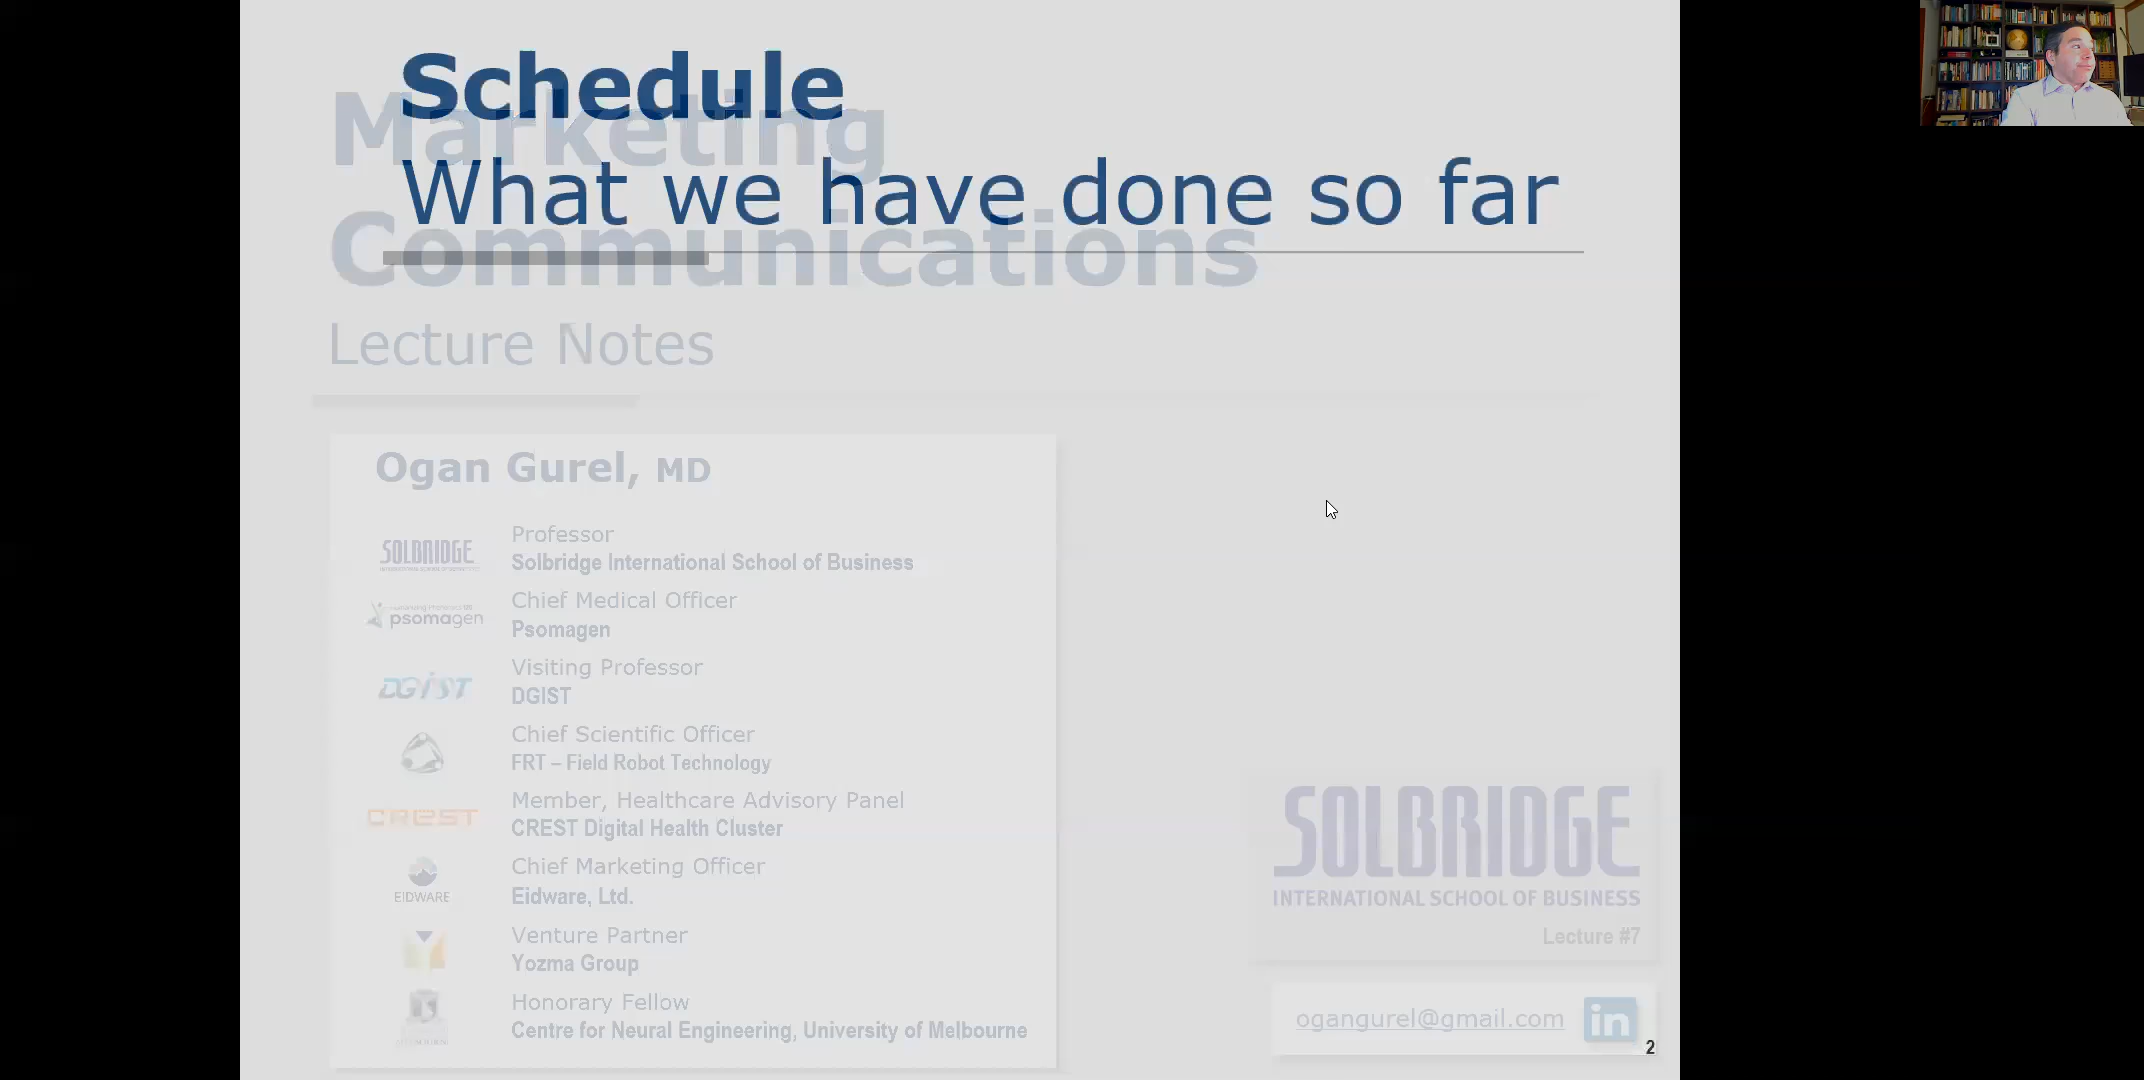 Schedule
What we have done so far
Marketing
Communications
Lecture Notes
Ogan Gurel, MD
SOLBRIDGE
Professor
Solbridge International School of Business
psomagen
Chief Medical Officer
Psomagen
DGIST
Visiting Professor
DGIST
Chief Scientific Officer
FRT – Field Robot Technology
CREST
Member, Healthcare Advisory Panel
CREST Digital Health Cluster
EIDWARE
Chief Marketing Officer
Eidware, Ltd.
Venture Partner
Yozma Group
Honorary Fellow
Centre for Neural Engineering, University of Melbourne
SOLBRIDGE
INTERNATIONAL SCHOOL OF BUSINESS
Lecture #7
ogangurel@gmail.com
in
2